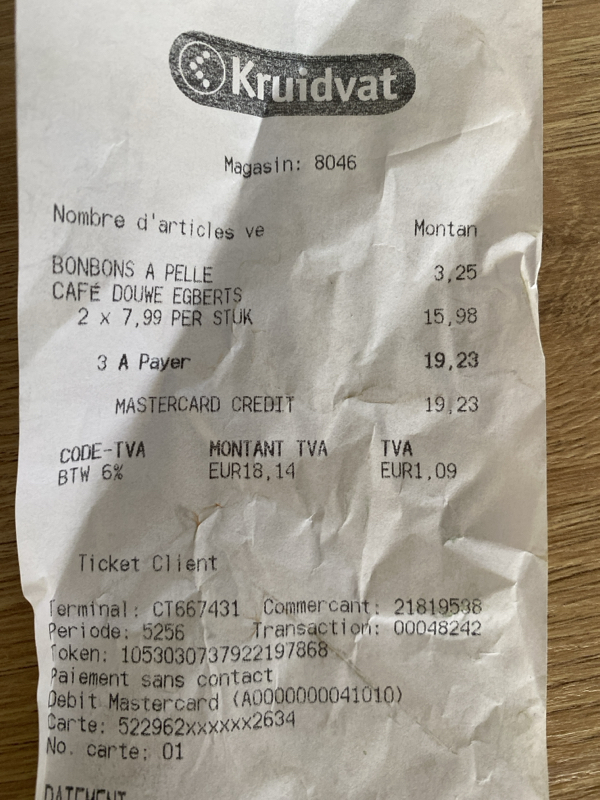 Kruidvat
Magasin: 8046
Nombre d'articles ve Montan
BONBONS A PELLE 3,25
CAFÉ DOUWE EGBERTS
2 x 7,99 PER STUK 15,98
3 A Payer 19,23
MASTERCARD CREDIT 19,23
CODE-TVA MONTANT TVA TVA
BTW 6% EUR18,14 EUR1,09
Ticket Client
Terminal: CT667431 Commercant: 21819538
Periode: 5256 Transaction: 00048242
Token: 1053030737922197868
Paiement sans contact
Debit Mastercard (A0000000041010)
Carte: 522962xxxxxx2634
No. carte: 01